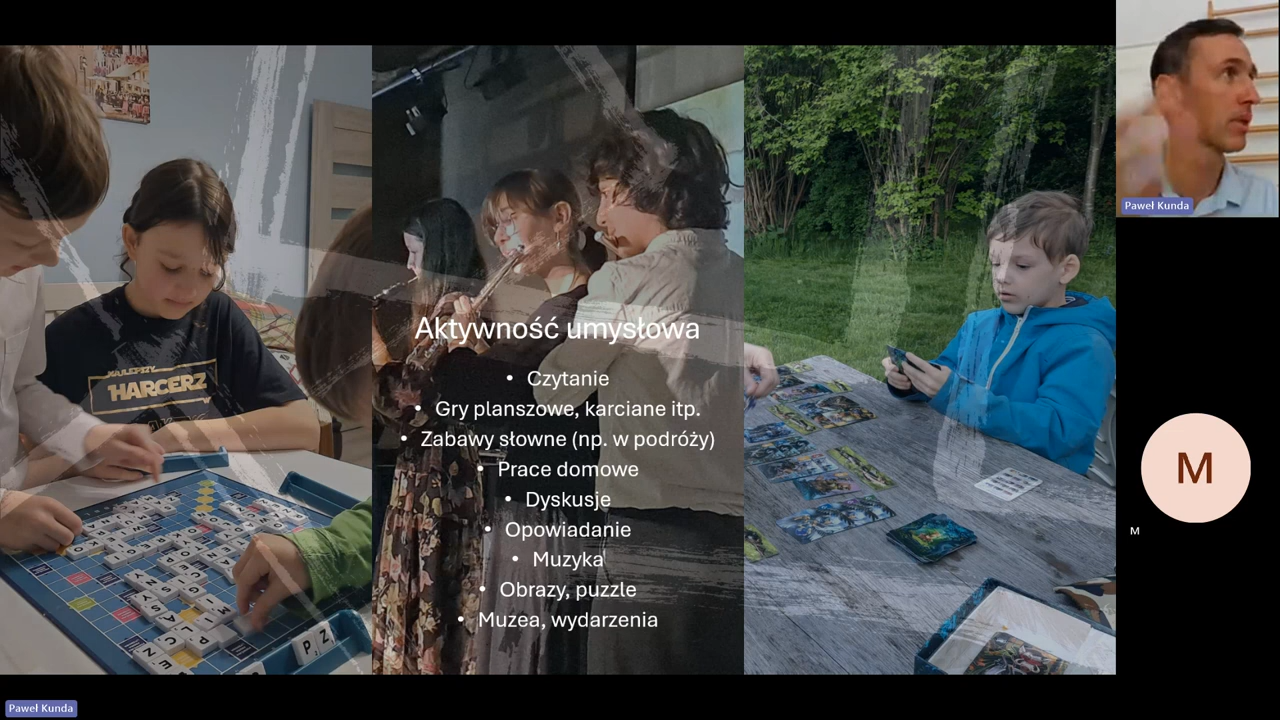 Aktywność umysłowa
• Czytanie
• Gry planszowe, karciane itp.
• Zabawy słowne (np. w podróży)
• Prace domowe
• Dyskusje
• Opowiadanie
• Muzyka
• Obrazy, puzzle
• Muzea, wydarzenia
NAJLEPSZY
HARCERZ
P Z
Paweł Kunda
M
M
Paweł Kunda